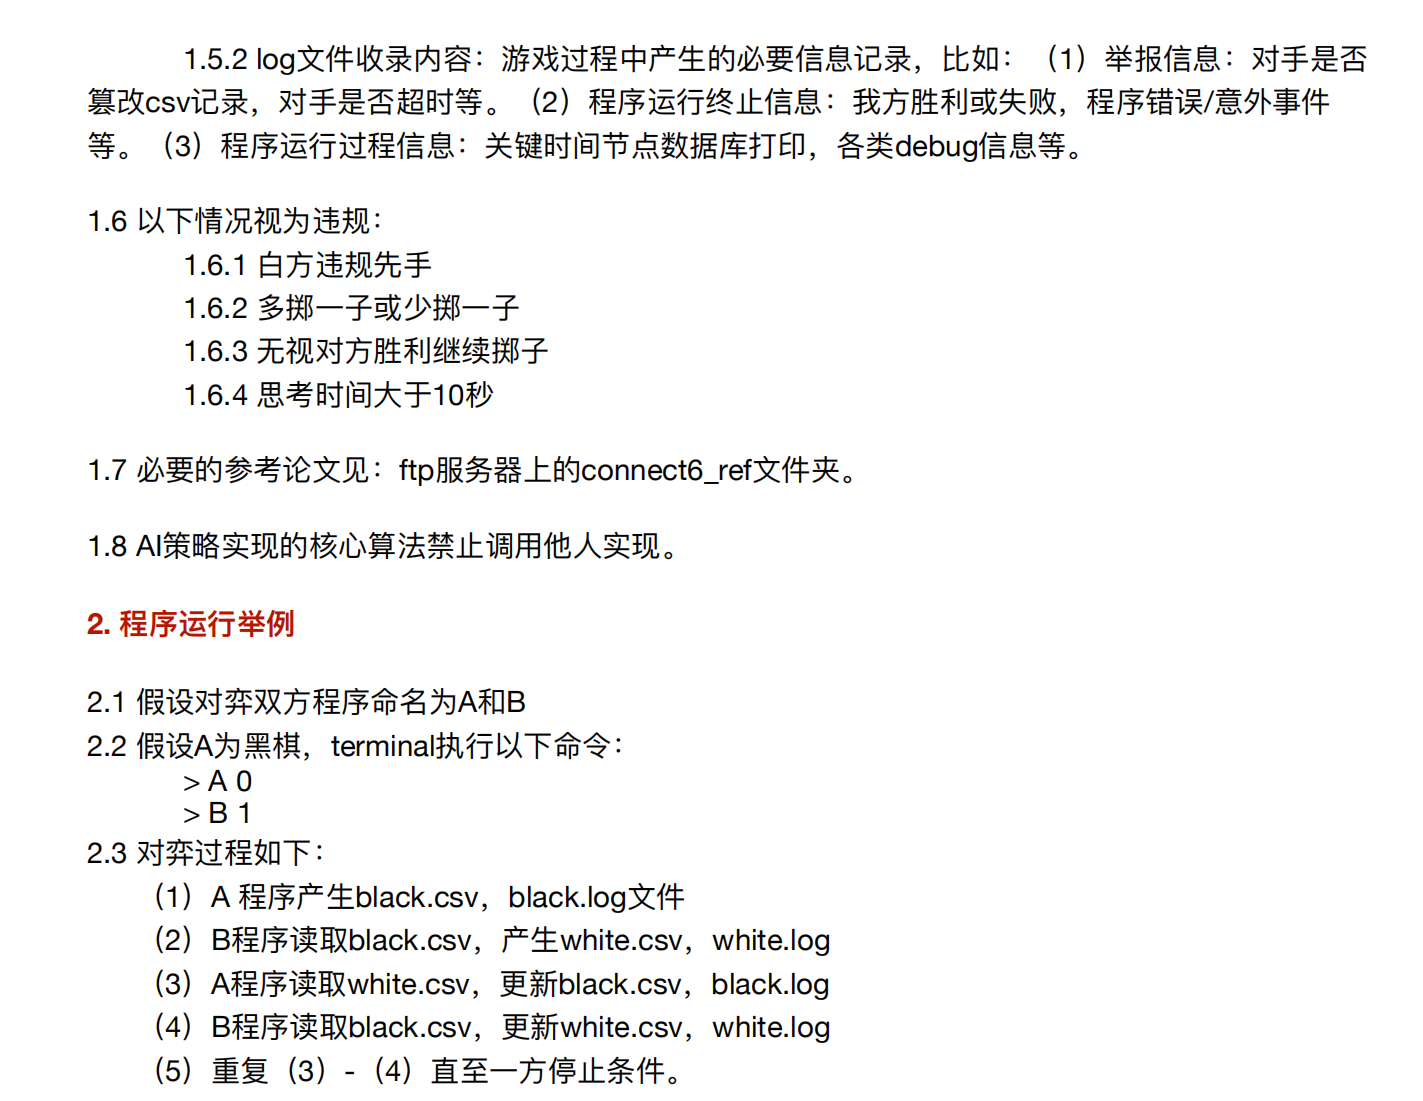 1.5.2 log文件收录内容：游戏过程中产生的必要信息记录，比如：（1）举报信息：对手是否
篡改csv记录，对手是否超时等。（2）程序运行终止信息：我方胜利或失败，程序错误/意外事件
等。（3）程序运行过程信息：关键时间节点数据库打印，各类debug信息等。
1.6 以下情况视为违规：
1.6.1 白方违规先手
1.6.2 多掷一子或少掷一子
1.6.3 无视对方胜利继续掷子
1.6.4 思考时间大于10秒
1.7 必要的参考论文见：ftp服务器上的connect6_ref文件夹。
1.8 AI策略实现的核心算法禁止调用他人实现。
2. 程序运行举例
2.1 假设对弈双方程序命名为A和B
2.2 假设A为黑棋，terminal执行以下命令：
> A 0
> B 1
2.3 对弈过程如下：
（1）A 程序产生black.csv，black.log文件
（2）B程序读取black.csv，产生white.csv，white.log
（3）A程序读取white.csv，更新black.csv，black.log
（4）B程序读取black.csv，更新white.csv，white.log
（5）重复（3）-（4）直至一方停止条件。